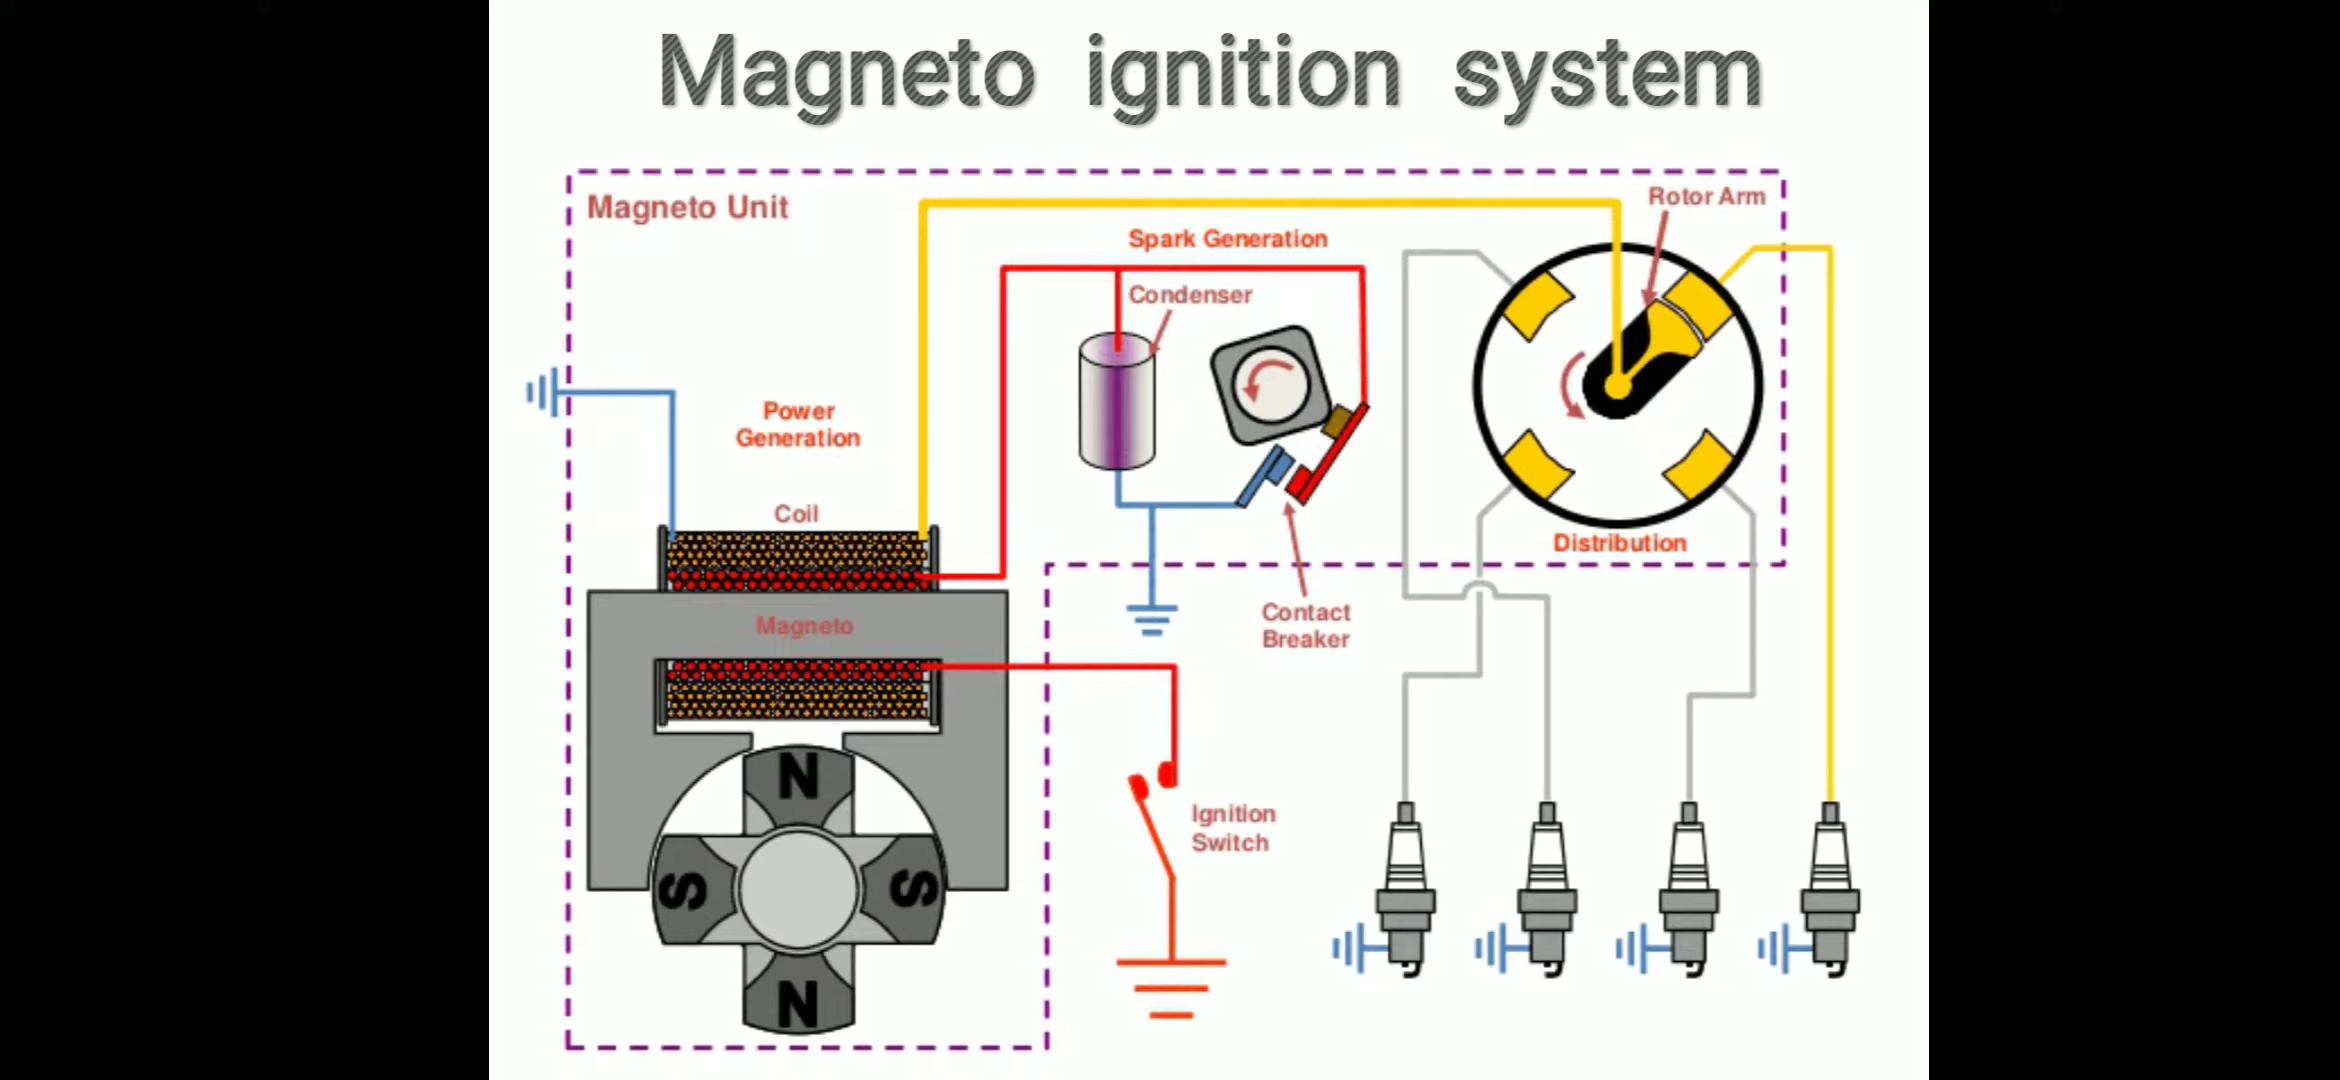 Magneto ignition system
Magneto Unit
Rotor Arm
Spark Generation
Condenser
Power
Generation
Coil
Distribution
Contact
Breaker
Magneto
N
Ignition
Switch
S
S
N